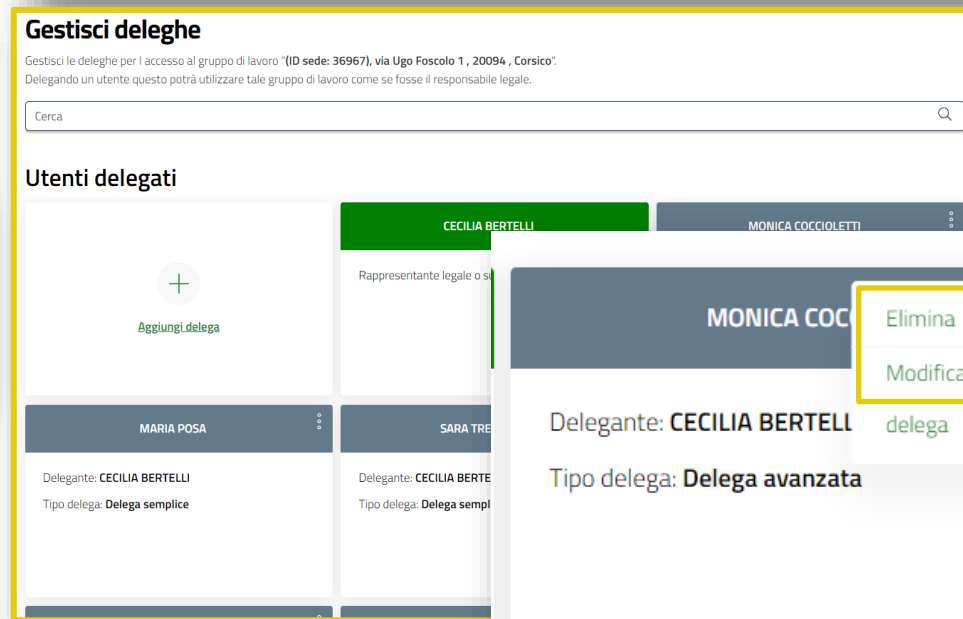 Gestisci deleghe
Gestisci le deleghe per l accesso al gruppo di lavoro "(ID sede: 36967), via Ugo Foscolo 1 , 20094 , Corsico".
Delegando un utente questo potrà utilizzare tale gruppo di lavoro come se fosse il responsabile legale.
Cerca
Utenti delegati
Aggiungi delega
CECILIA BERTELLI
Rappresentante legale o su
MONICA COCCIOLETTI
MARIA POSA
Delegante: CECILIA BERTELLI
Tipo delega: Delega semplice
SARA TRE
Delegante: CECILIA BERTE
Tipo delega: Delega sempl
MONICA COCC
Delegante: CECILIA BERTELL
Tipo delega: Delega avanzata
Elimina
Modifica
delega